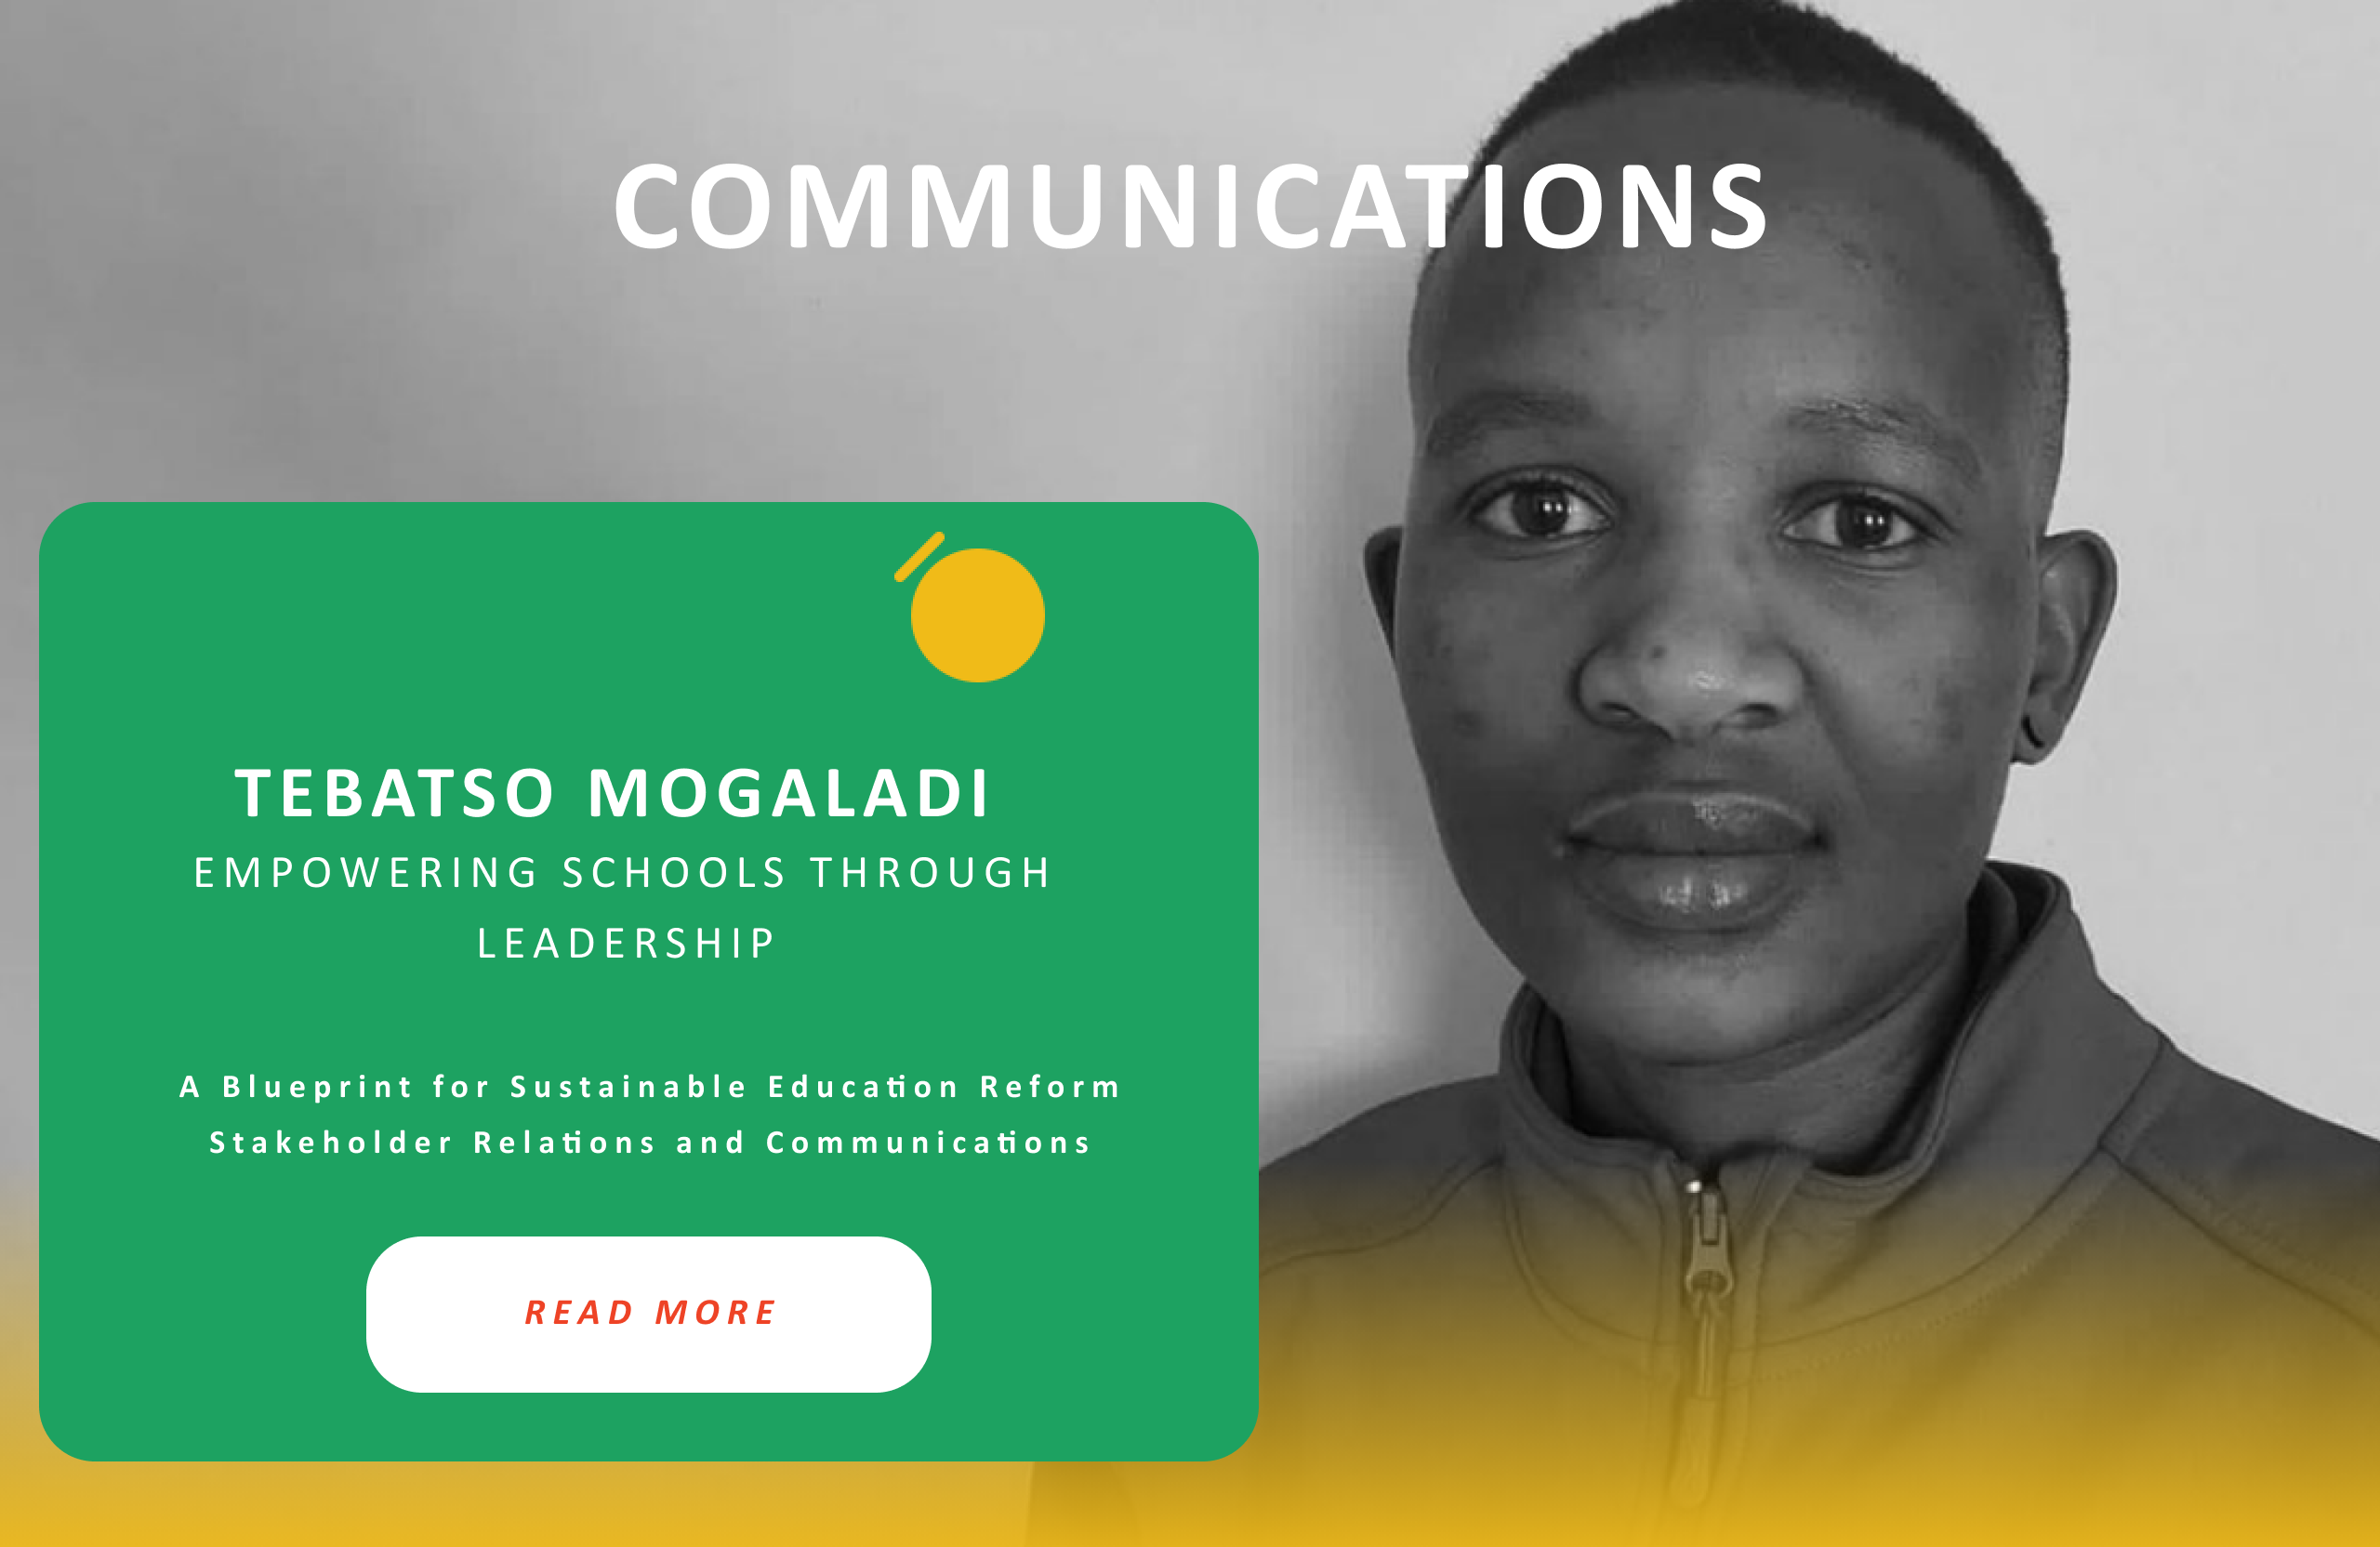 COMMUNICATIONS
TEBATSO MOGALADI
EMPOWERING SCHOOLS THROUGH
LEADERSHIP
A Blueprint for Sustainable Education Reform
Stakeholder Relations and Communications
READ MORE